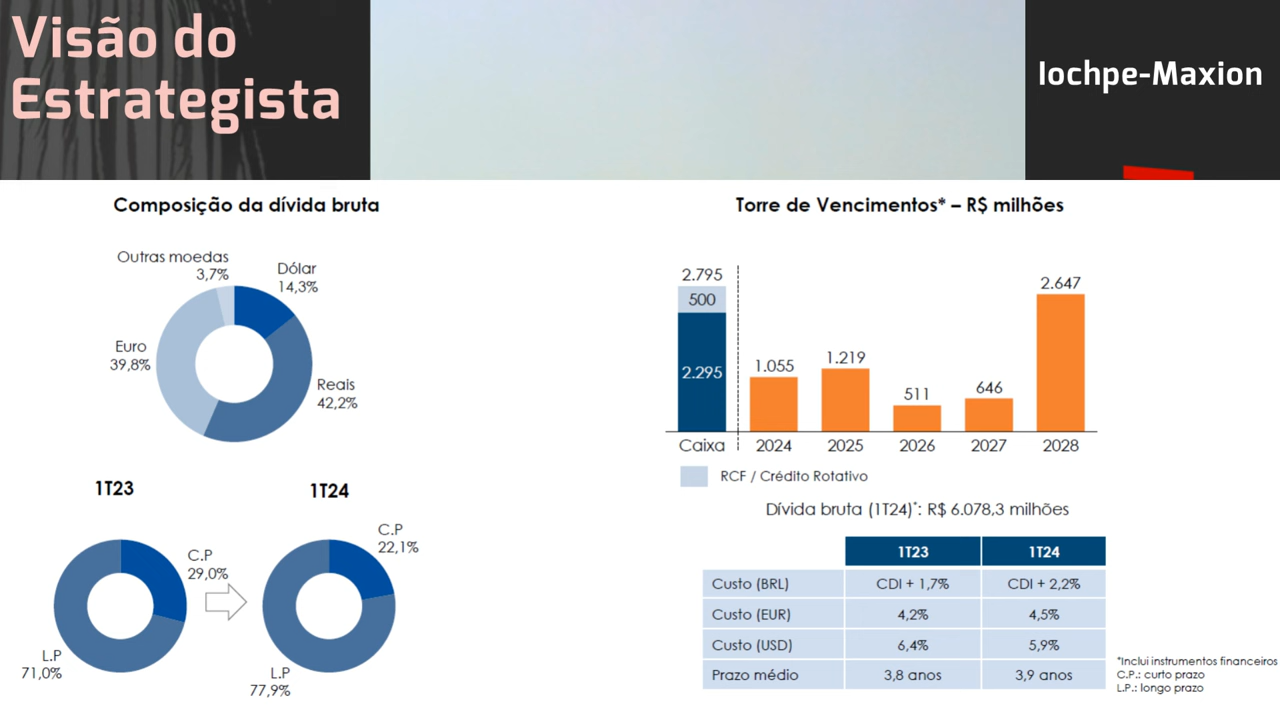 Visão do
Estrategista
Iochpe-Maxion
Composição da dívida bruta
Outras moedas
3,7%
Dólar
14,3%
Euro
39,8%
Reais
42,2%
1T23
1T24
C.P
29,0%
L.P
71,0%
C.P
22,1%
L.P
77,9%
Torre de Vencimentos* – R$ milhões
2.795
500
2.295
1.055
1.219
511
646
2.647
Caixa 2024 2025 2026 2027 2028
RCF / Crédito Rotativo
Dívida bruta (1T24)*: R$ 6.078,3 milhões
1T23 1T24
Custo (BRL) CDI + 1,7% CDI + 2,2%
Custo (EUR) 4,2% 4,5%
Custo (USD) 6,4% 5,9%
Prazo médio 3,8 anos 3,9 anos
*Inclui instrumentos financeiros
C.P.: curto prazo
L.P.: longo prazo